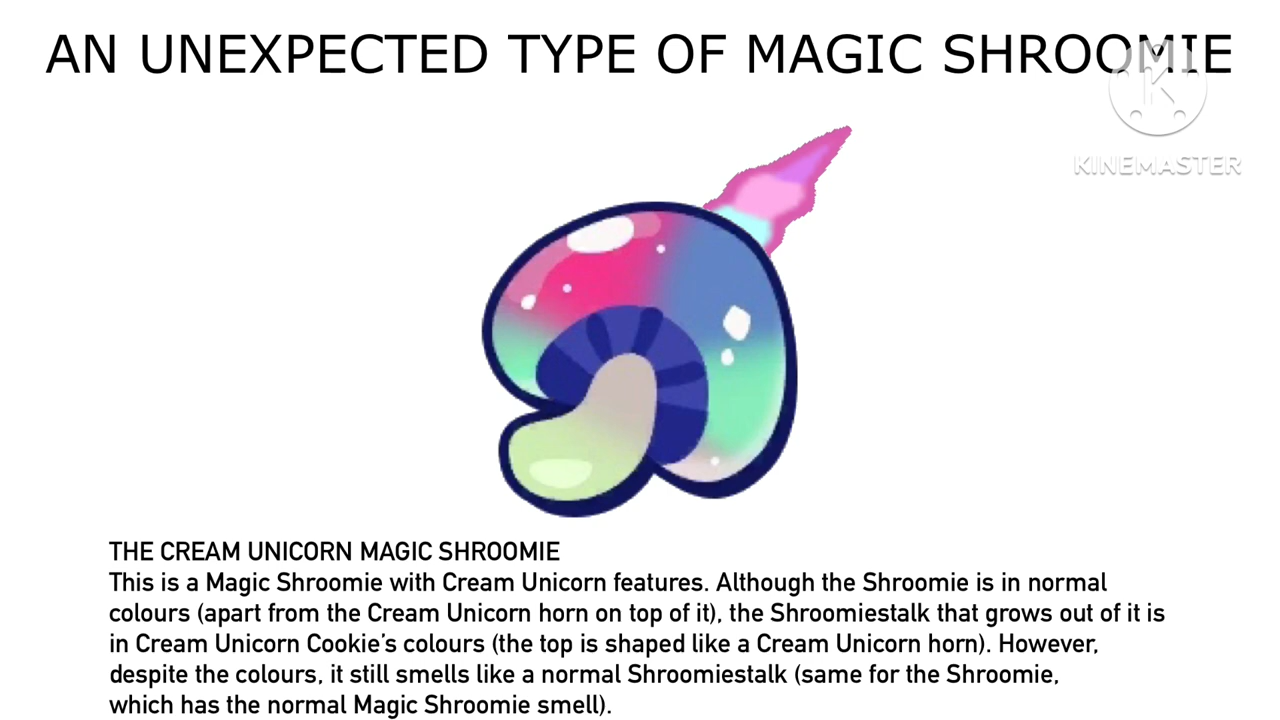 AN UNEXPECTED TYPE OF MAGIC SHROOMIE
K
KINEMASTER
THE CREAM UNICORN MAGIC SHROOMIE
This is a Magic Shroomie with Cream Unicorn features. Although the Shroomie is in normal
colours (apart from the Cream Unicorn horn on top of it), the Shroomiestalk that grows out of it is
in Cream Unicorn Cookie’s colours (the top is shaped like a Cream Unicorn horn). However,
despite the colours, it still smells like a normal Shroomiestalk (same for the Shroomie,
which has the normal Magic Shroomie smell).